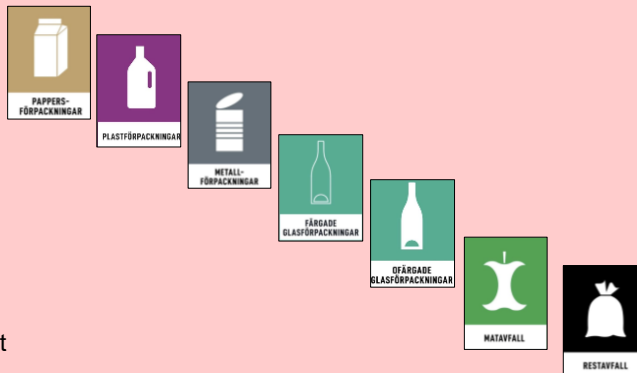 PAPPERS-
FÖRPACKNINGAR
PLASTFÖRPACKNINGAR
METALL-
FÖRPACKNINGAR
FÄRGADE
GLASFÖRPACKNINGAR
OFÄRGADE
GLASFÖRPACKNINGAR
MATAVFALL
t
RESTAVFALL